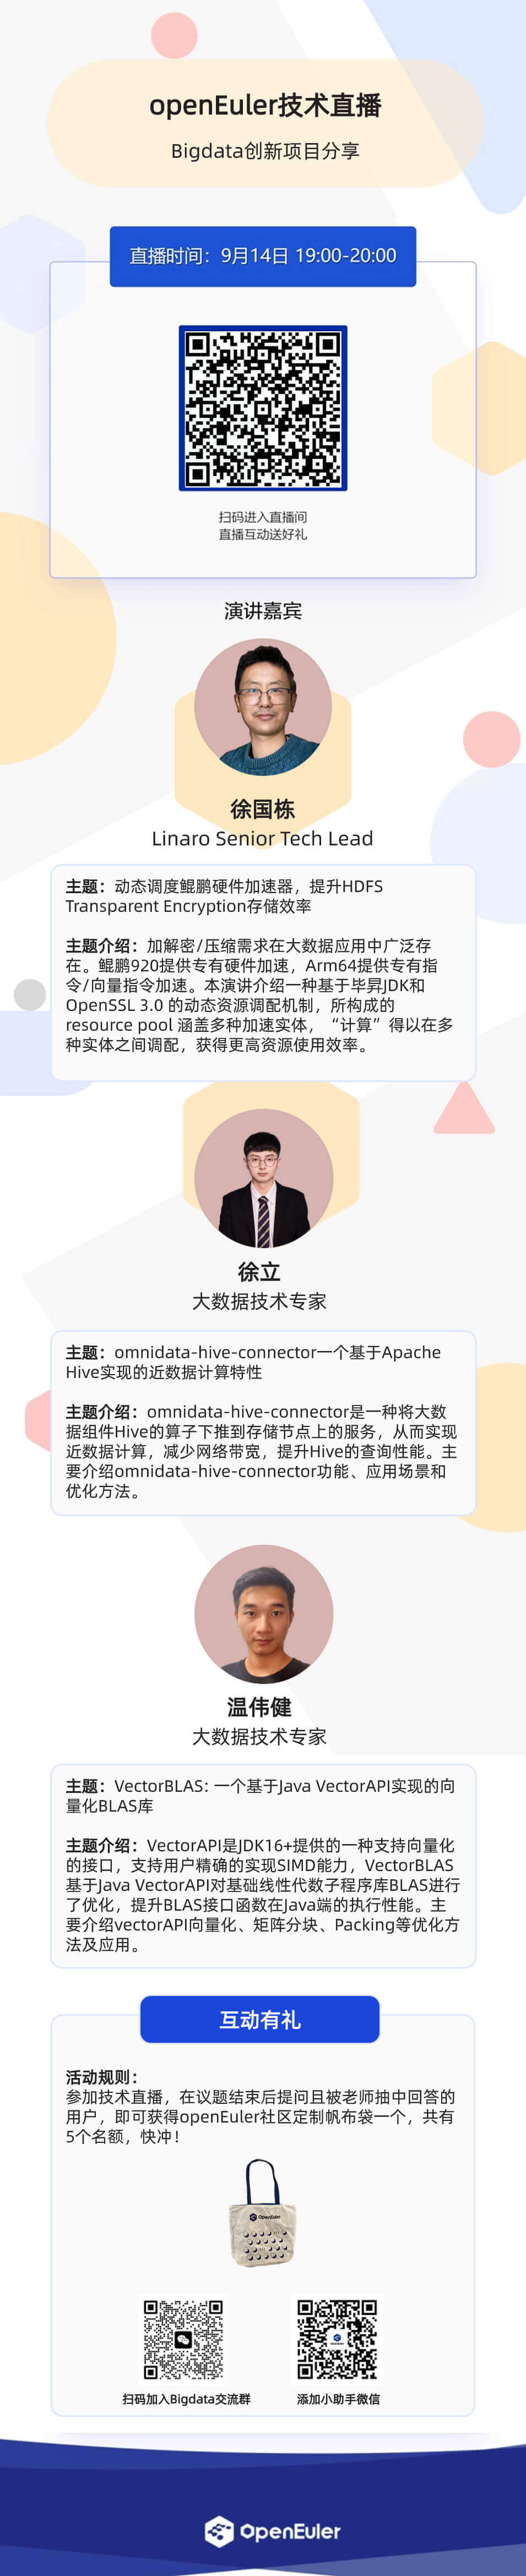 openEuler技术直播
Bigdata创新项目分享
直播时间：9月14日 19:00-20:00
扫码进入直播间
直播互动送好礼
演讲嘉宾
徐国栋
Linaro Senior Tech Lead
主题：动态调度鲲鹏硬件加速器，提升HDFS
Transparent Encryption存储效率
主题介绍：加解密/压缩需求在大数据应用中广泛存
在。鲲鹏920提供专有硬件加速，Arm64提供专有指
令/向量指令加速。本演讲介绍一种基于毕昇JDK和
OpenSSL 3.0 的动态资源调配机制，所构成的
resource pool 涵盖多种加速实体，“计算”得以在多
种实体之间调配，获得更高资源使用效率。
徐立
大数据技术专家
主题：omnidata-hive-connector一个基于Apache
Hive实现的近数据计算特性
主题介绍：omnidata-hive-connector是一种将大数
据组件Hive的算子下推到存储节点上的服务，从而实现
近数据计算，减少网络带宽，提升Hive的查询性能。主
要介绍omnidata-hive-connector功能、应用场景和
优化方法。
温伟健
大数据技术专家
主题：VectorBLAS: 一个基于Java VectorAPI实现的向
量化BLAS库
主题介绍：VectorAPI是JDK16+提供的一种支持向量化
的接口，支持用户精确的实现SIMD能力，VectorBLAS
基于Java VectorAPI对基础线性代数子程序库BLAS进行
了优化，提升BLAS接口函数在Java端的执行性能。主
要介绍vectorAPI向量化、矩阵分块、Packing等优化方
法及应用。
互动有礼
活动规则：
参加技术直播，在议题结束后提问且被老师抽中回答的
用户，即可获得openEuler社区定制帆布袋一个，共有
5个名额，快冲！
OpenEuler
扫码加入Bigdata交流群
添加小助手微信
OpenEuler